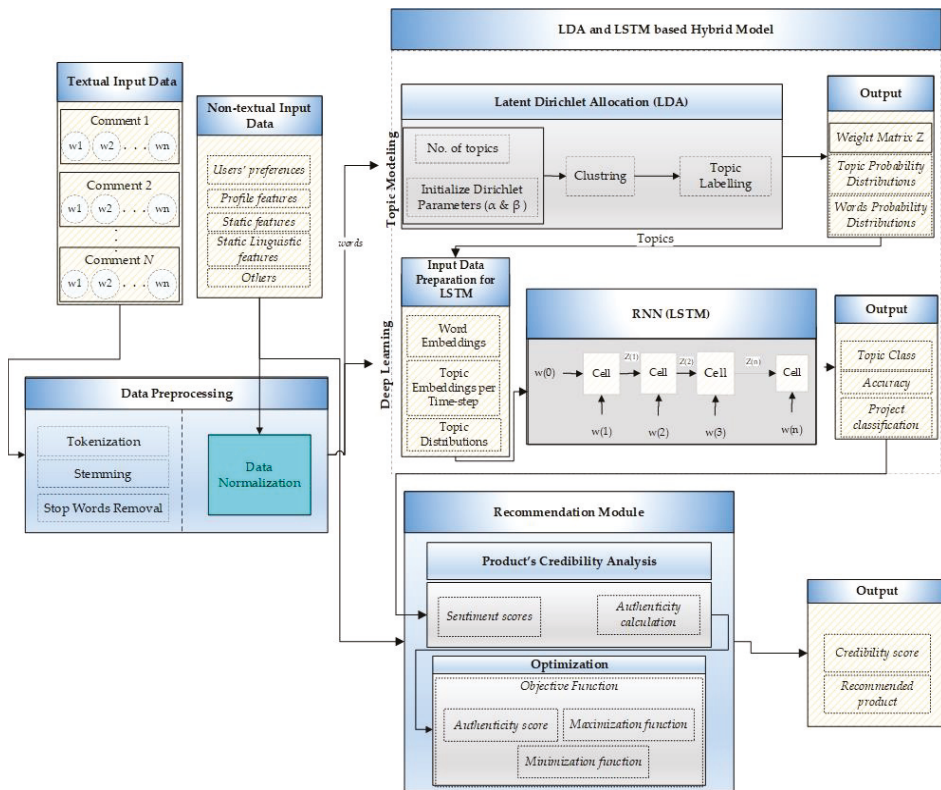 LDA and LSTM based Hybrid Model
Textual Input Data
Comment 1
w1 w2 . . . wn
Comment 2
w1 w2 . . . wn
Comment N
w1 w2 . . . wn
Non-textual Input
Data
Users' preferences
Profile features
Static features
Static Linguistic
features
Others
words
Topic Modeling
Deep Learning
Latent Dirichlet Allocation (LDA)
No. of topics
Initialize Dirichlet
Parameters (α & β )
Clustring
Topic
Labelling
Output
Weight Matrix Z
Topic Probability
Distributions
Words Probability
Distributions
Topics
Input Data
Preparation for
LSTM
Word
Embeddings
Topic
Embeddings per
Time-step
Topic
Distributions
RNN (LSTM)
w(0) Cell Z(1) Cell Z(2) Cell Z(n) Cell
w(1) w(2) w(3) w(n)
Output
Topic Class
Accuracy
Project
classification
Data Preprocessing
Tokenization
Stemming
Stop Words Removal
Data
Normalization
Recommendation Module
Product's Credibility Analysis
Sentiment scores
Authenticity
calculation
Optimization
Objective Function
Authenticity score
Maximization function
Minimization function
Output
Credibility score
Recommended
product